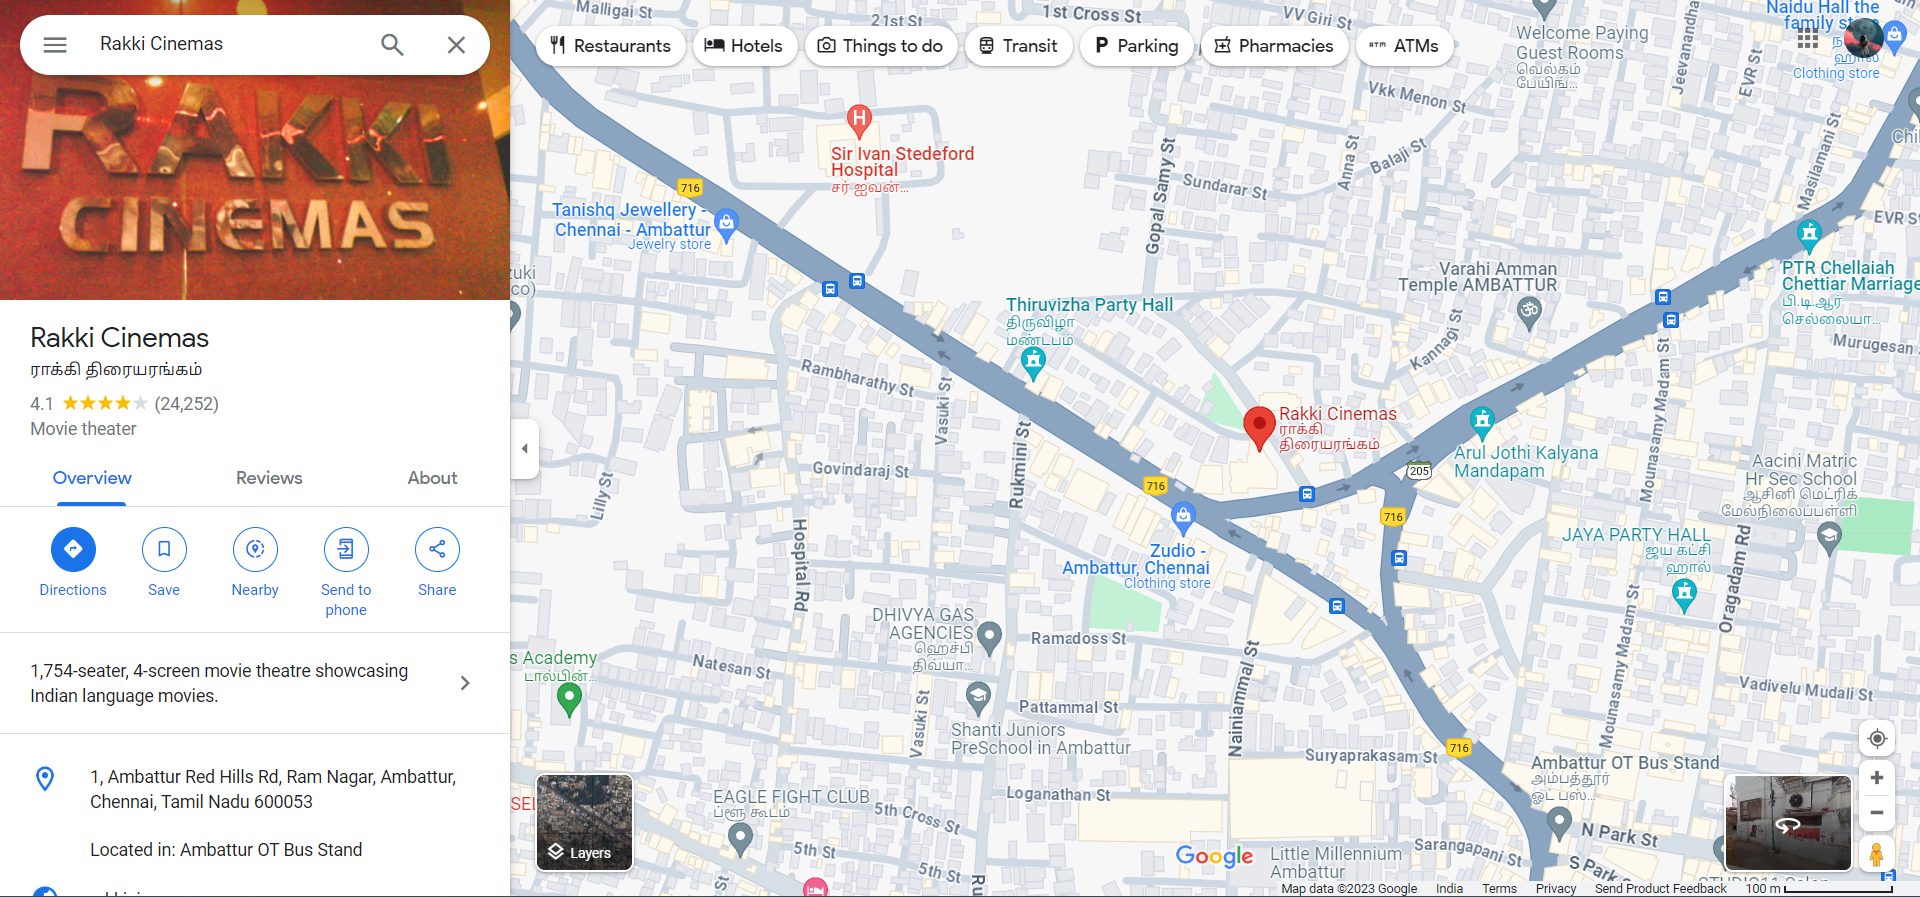 Rakki Cinemas
RAKKI
CINEMAS
Rakki Cinemas
ராக்கி திரையரங்கம்
4.1 (24,252)
Movie theater
Overview Reviews About
Directions Save Nearby Send to phone Share
1,754-seater, 4-screen movie theatre showcasing
Indian language movies.
1, Ambattur Red Hills Rd, Ram Nagar, Ambattur,
Chennai, Tamil Nadu 600053
Located in: Ambattur OT Bus Stand
Restaurants Hotels Things to do Transit Parking Pharmacies ATMs
Malligai St
21st St
1st Cross St
VV Giri St
Jeevanandha
EVR St
Naidu Hall the
family
Clothing store
Welcome Paying
Guest Rooms
வெல்கம்
பேயிங்...
Vkk Menon St
Balaji St
Anna St
Sundarar St
Gopal Samy St
Masilamani St
EVR S
Sir Ivan Stedeford
Hospital
சர் ஐவன்...
716
Tanishq Jewellery -
Chennai - Ambattur
Jewelry store
Varahi Amman
Temple AMBATTUR
PTR Chellaiah
Chettiar Marriage
பி.டி.ஆர்
செல்லையா...
Thiruvizha Party Hall
திருவிழா
மண்டபம்
Kannagi St
Murugesan
Rambharathy St
Vasuki St
Rukmini St
Rakki Cinemas
ராக்கி
திரையரங்கம்
Arul Jothi Kalyana
Mandapam
Mounasamy Madam St
Aacini Matric
Hr Sec School
ஆசினி மெட்ரிக்
மேல்நிலைப்பள்ளி
205
Govindaraj St
Lilly St
Hospital Rd
716
716
Zudio -
Ambattur, Chennai
Clothing store
JAYA PARTY HALL
ஜய கட்சி
ஹால்
Oragadam Rd
DHIVYA GAS
AGENCIES
ஹெச்பி
திவ்யா...
Ramadoss St
s Academy
டால்பின்...
Natesan St
Vasuki St
Nainiammal St
Mounasamy Madam St
Vadivelu Mudali St
Pattammal St
Shanti Juniors
PreSchool in Ambattur
Suryaprakasam St
716
Ambattur OT Bus Stand
அம்பத்தூர்
ஓட் பஸ்...
Loganathan St
EAGLE FIGHT CLUB
ப்ளூ கூடம்
5th Cross St
5th St
5th St
Layers
Google
Little Millennium
Ambattur
Sarangapani St
N Park St
S Park St
Map data ©2023 Google India Terms Privacy Send Product Feedback 100 m